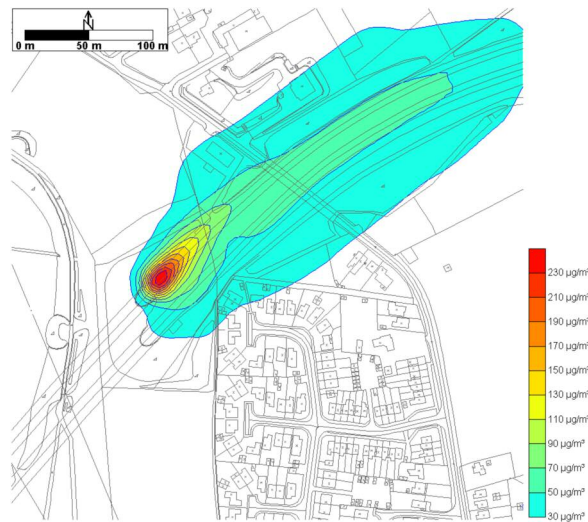 N
0 m 50 m 100 m
230 µg/m³
210 µg/m³
190 µg/m³
170 µg/m³
150 µg/m³
130 µg/m³
110 µg/m³
90 µg/m³
70 µg/m³
50 µg/m³
30 µg/m³